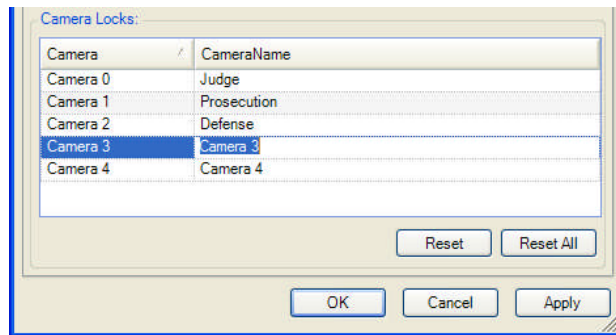 Camera Locks:
Camera CameraName
Camera 0 Judge
Camera 1 Prosecution
Camera 2 Defense
Camera 3 Camera 3
Camera 4 Camera 4
Reset Reset All
OK Cancel Apply